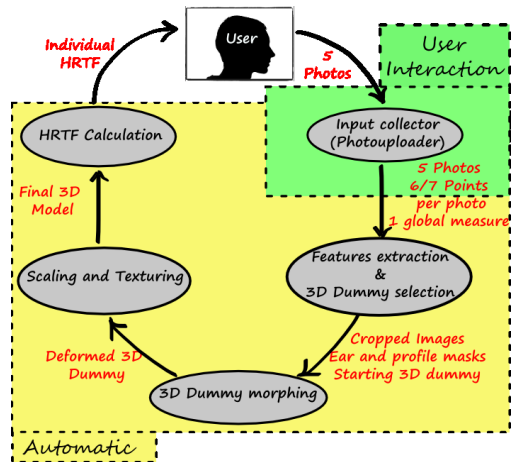 User
5
Photos
User
Interaction
Input collector
(Photouploader)
5 Photos
6/7 Points
per photo
1 global measure
Features extraction
&
3D Dummy selection
Cropped Images
Ear and profile masks
Starting 3D dummy
3D Dummy morphing
Deformed 3D
Dummy
Scaling and Texturing
Final 3D
Model
HRTF Calculation
Individual
HRTF
Automatic